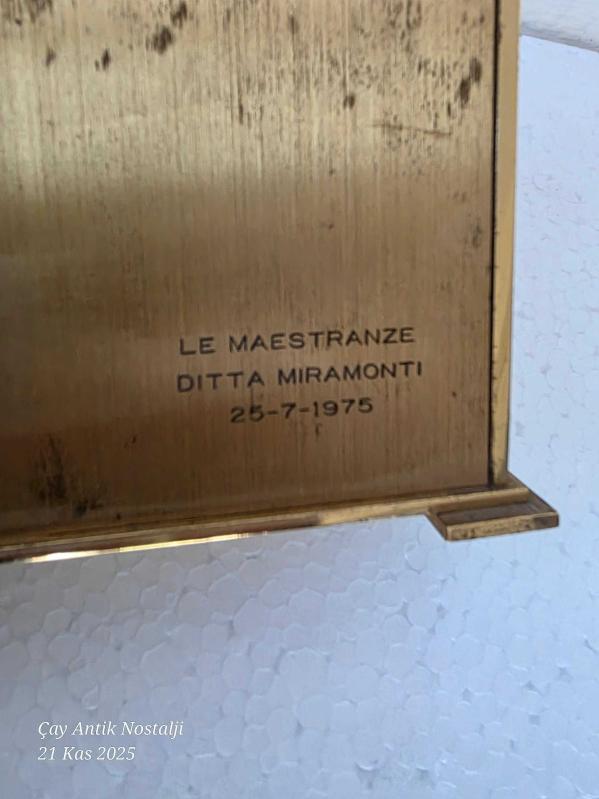 LE MAESTRANZE
DITTA MIRAMONTI
25-7-1975
Çay Antik Nostalji
21 Kas 2025